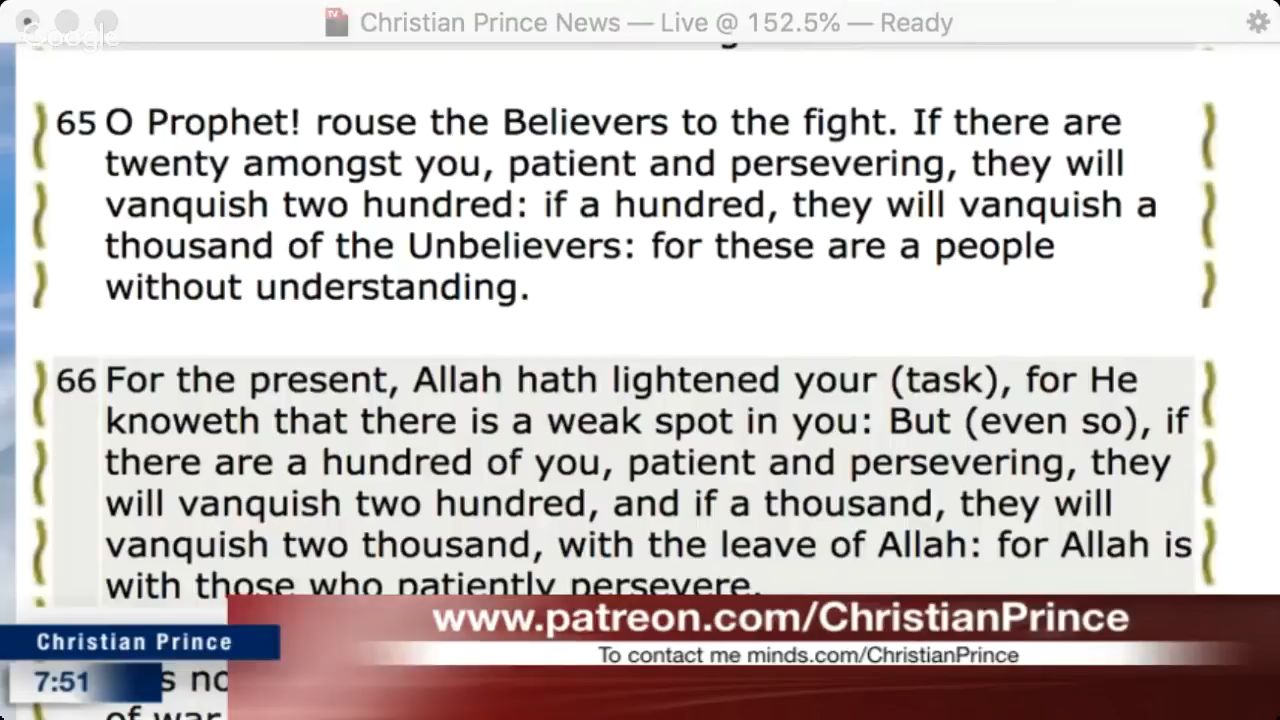 Christian Prince News — Live @ 152.5% — Ready
Google
65 O Prophet! rouse the Believers to the fight. If there are
twenty amongst you, patient and persevering, they will
vanquish two hundred: if a hundred, they will vanquish a
thousand of the Unbelievers: for these are a people
without understanding.
66 For the present, Allah hath lightened your (task), for He
knoweth that there is a weak spot in you: But (even so), if
there are a hundred of you, patient and persevering, they
will vanquish two hundred, and if a thousand, they will
vanquish two thousand, with the leave of Allah: for Allah is
with those who patiently persevere.
www.patreon.com/ChristianPrince
Christian Prince
To contact me minds.com/ChristianPrince
7:51
of war